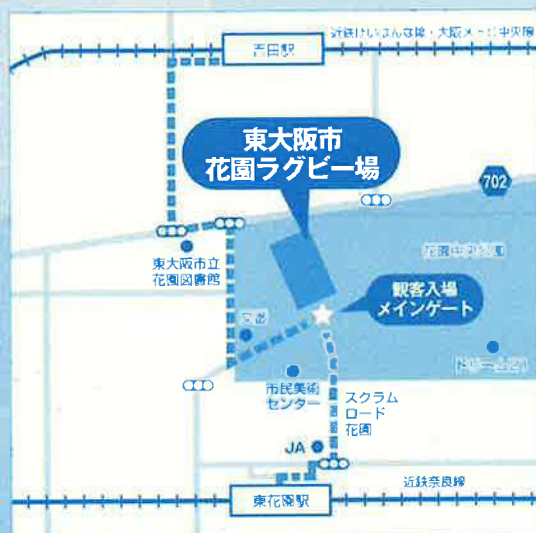 近鉄けいはんな線・大阪メトロ中央線
吉田駅
東大阪市
花園ラグビー場
702
東大阪市立
花園図書館
花園中央公園
観客入場
メインゲート
交番
市民美術
センター
スクラム
ロード
花園
JA
近鉄奈良線
東花園駅